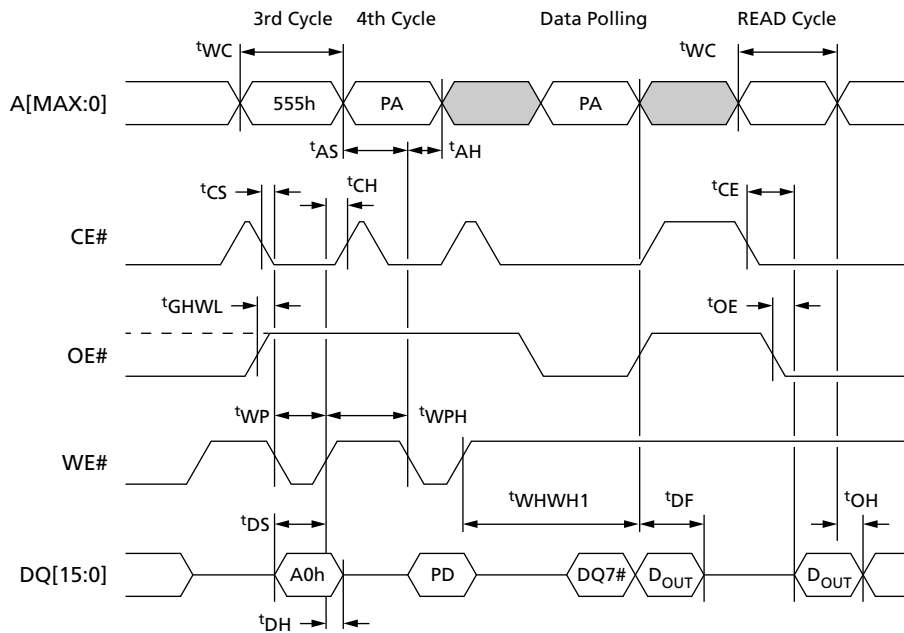 3rd Cycle 4th Cycle Data Polling READ Cycle
tWC tWC
A[MAX:0] 555h PA PA
tAS tAH
tCS tCH tCE
CE#
tGHWL tOE
OE#
tWP tWPH
WE#
tWHWH1 tDF tOH
tDS
DQ[15:0] A0h PD DQ7# DOUT DOUT
tDH